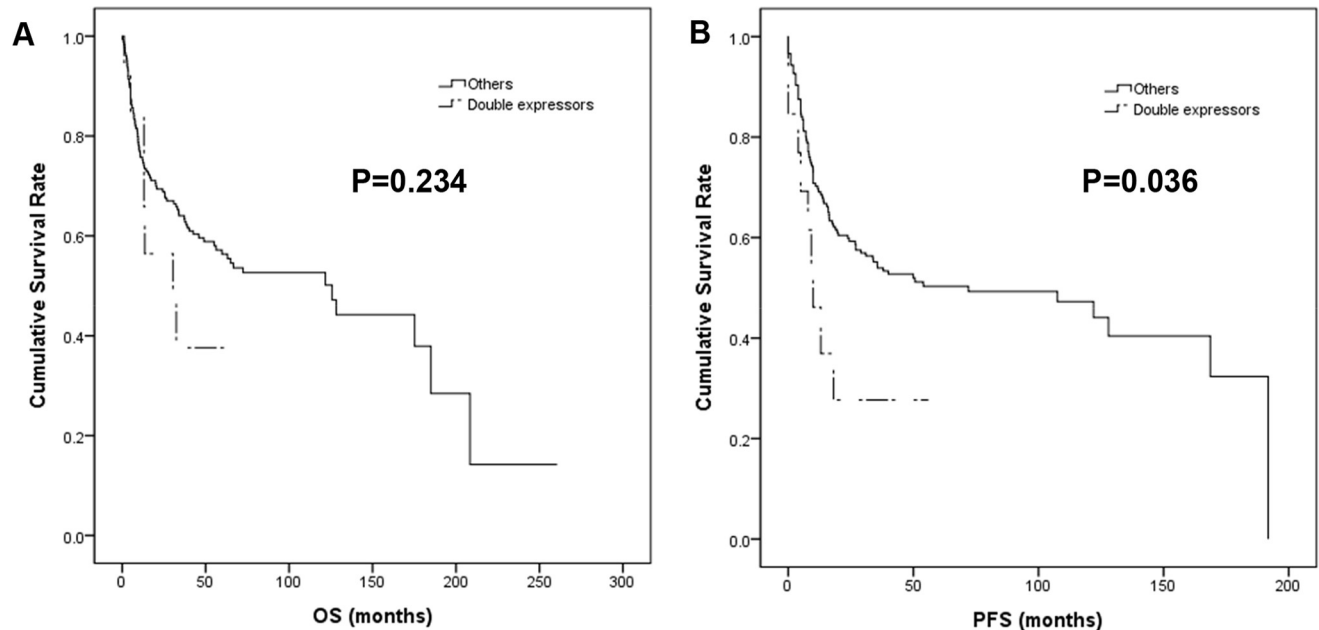 A
Others
Double expressors
P=0.234
Cumulative Survival Rate
1.0
0.8
0.6
0.4
0.2
0.0
0 50 100 150 200 250 300
OS (months)
B
Others
Double expressors
P=0.036
Cumulative Survival Rate
1.0
0.8
0.6
0.4
0.2
0.0
0 50 100 150 200
PFS (months)